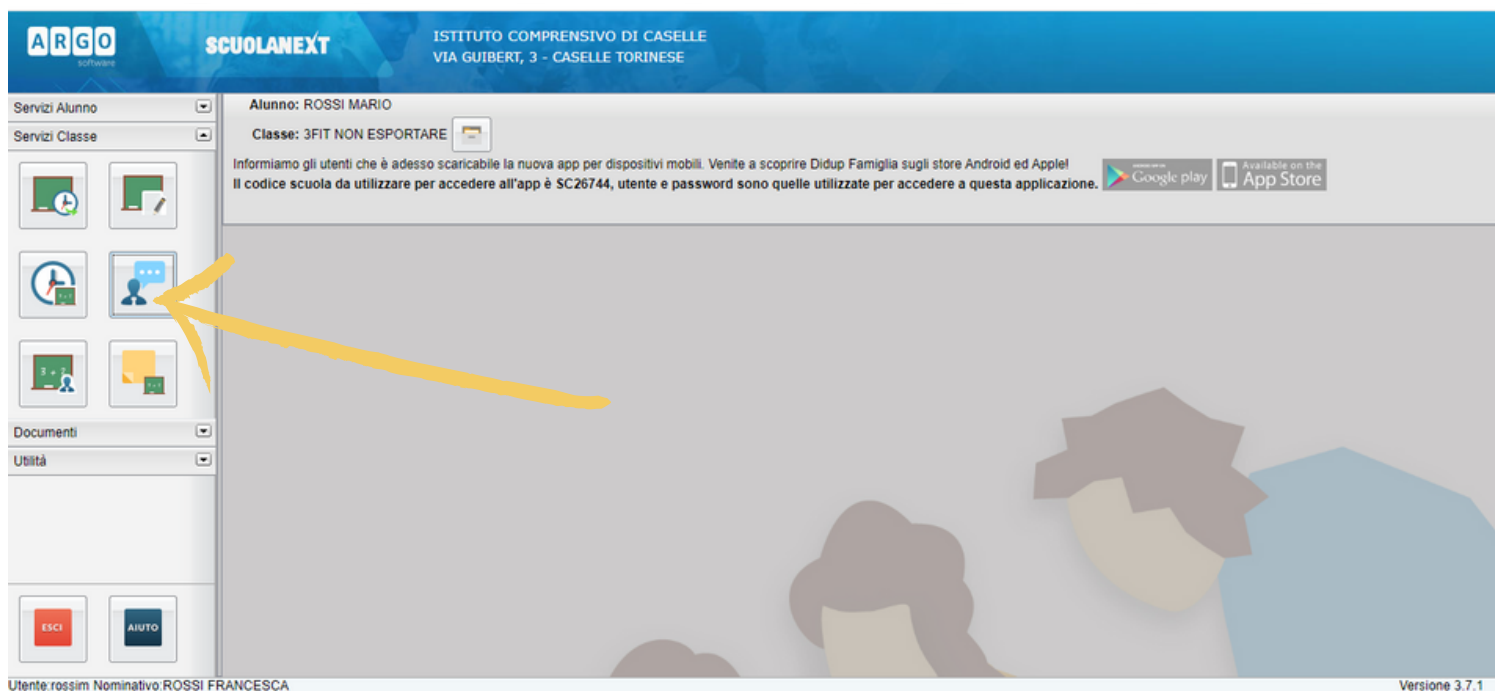 ARGO
software
SCUOLANEXT
ISTITUTO COMPRENSIVO DI CASELLE
VIA GUIBERT, 3 - CASELLE TORINESE
Servizi Alunno
Servizi Classe
Alunno: ROSSI MARIO
Classe: 3FIT NON ESPORTARE
Informiamo gli utenti che è adesso scaricabile la nuova app per dispositivi mobili. Venite a scoprire Didup Famiglia sugli store Android ed Apple!
Il codice scuola da utilizzare per accedere all'app è SC26744, utente e password sono quelle utilizzate per accedere a questa applicazione.
Google play
Available on the
App Store
Documenti
Utilità
ESCI
AIUTO
Utente:rossim Nominativo:ROSSI FRANCESCA
Versione 3.7.1